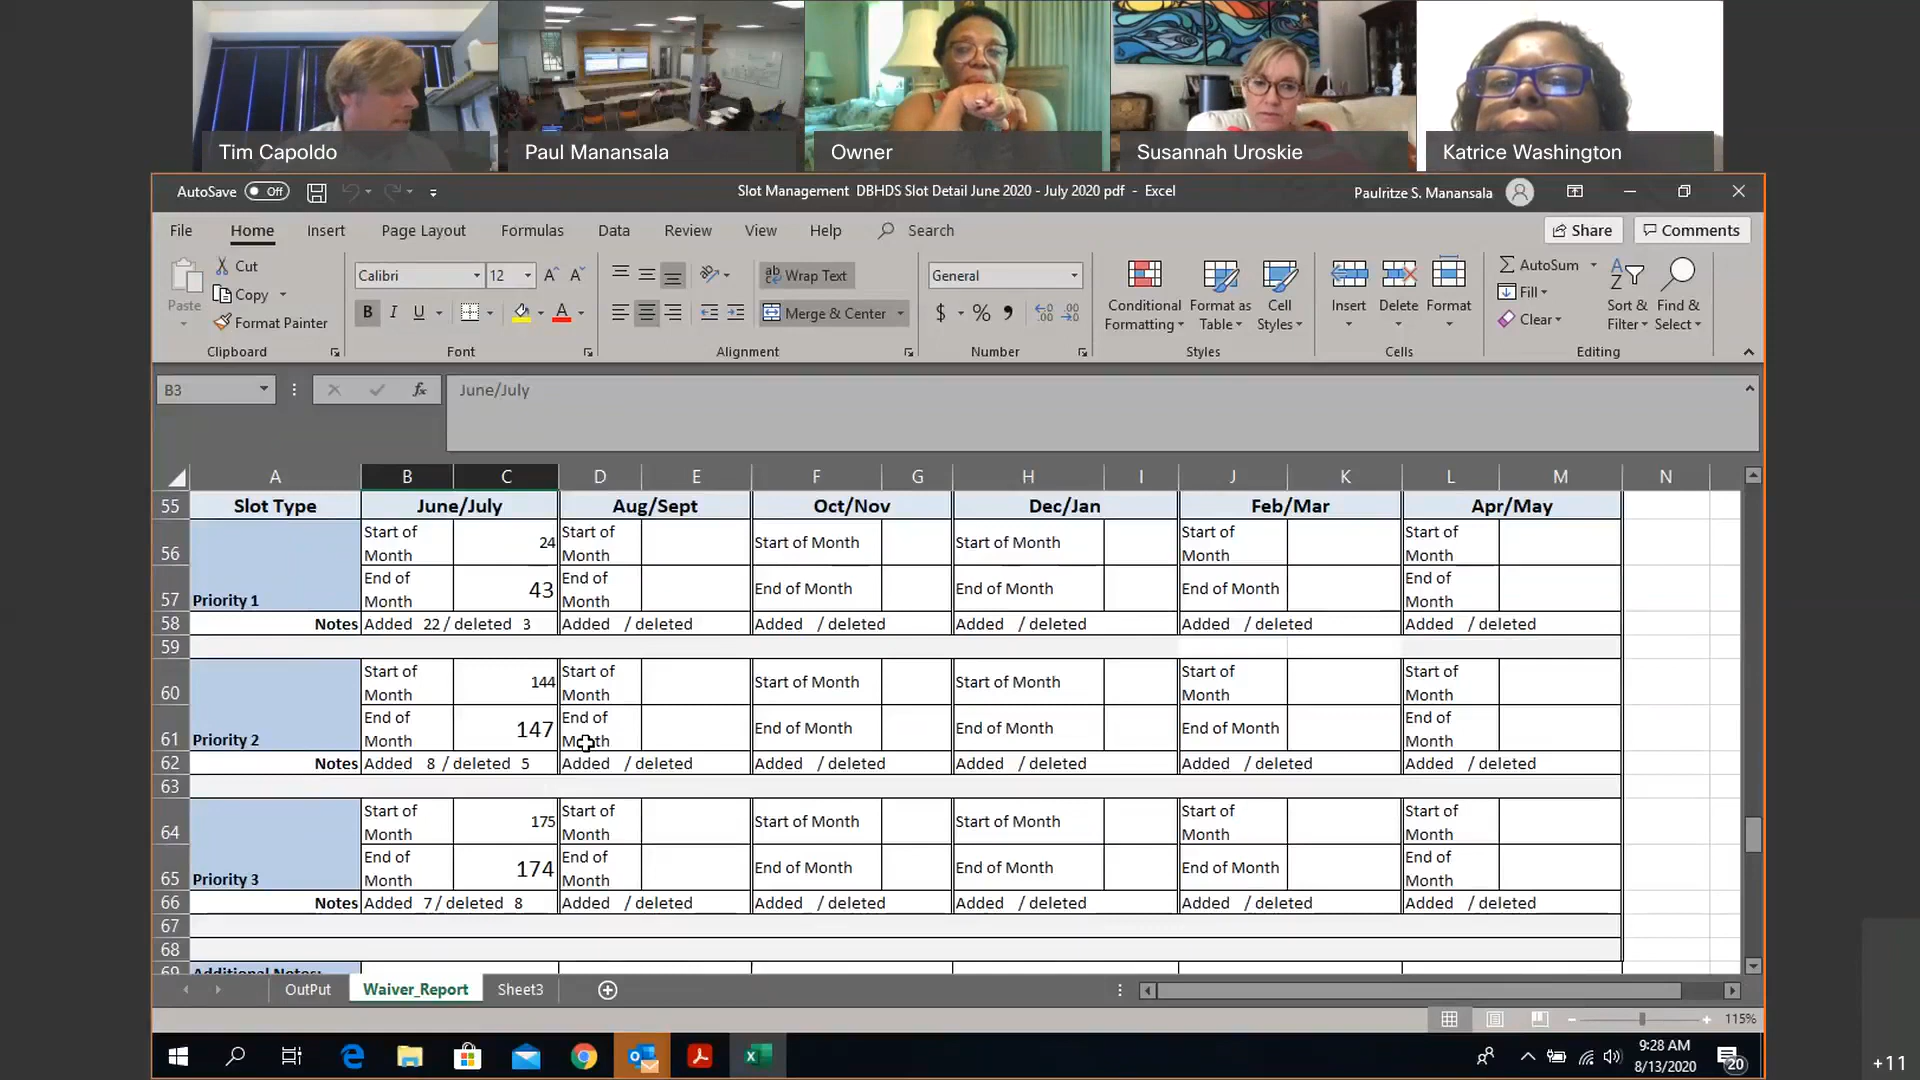 Tim Capoldo
Paul Manansala
Owner
Susannah Uroskie
Katrice Washington
AutoSave Off
Slot Management DBHDS Slot Detail June 2020 - July 2020 pdf - Excel
Paulritze S. Manansala
File Home Insert Page Layout Formulas Data Review View Help Search
Share Comments
Paste
Cut
Copy
Format Painter
Clipboard
Calibri 12
B I U
Font
Wrap Text
Merge & Center
Alignment
General
$ % ,
Number
Conditional Formatting
Format as Table
Cell Styles
Styles
Insert Delete Format
Cells
AutoSum
Fill
Clear
Sort & Filter
Find & Select
Editing
B3 fx June/July
A B C D E F G H I J K L M N
55 Slot Type June/July Aug/Sept Oct/Nov Dec/Jan Feb/Mar Apr/May
56 Start of Month 24 Start of Month Start of Month Start of Month Start of Month Start of Month
57 Priority 1 End of Month 43 End of Month End of Month End of Month End of Month End of Month
58 Notes Added 22 / deleted 3 Added / deleted Added / deleted Added / deleted Added / deleted Added / deleted
59
60 Start of Month 144 Start of Month Start of Month Start of Month Start of Month Start of Month
61 Priority 2 End of Month 147 End of Month End of Month End of Month End of Month End of Month
62 Notes Added 8 / deleted 5 Added / deleted Added / deleted Added / deleted Added / deleted Added / deleted
63
64 Start of Month 175 Start of Month Start of Month Start of Month Start of Month Start of Month
65 Priority 3 End of Month 174 End of Month End of Month End of Month End of Month End of Month
66 Notes Added 7 / deleted 8 Added / deleted Added / deleted Added / deleted Added / deleted Added / deleted
67
68
69 Additional Notes:
OutPut Waiver_Report Sheet3
115%
9:28 AM
8/13/2020
20
+11